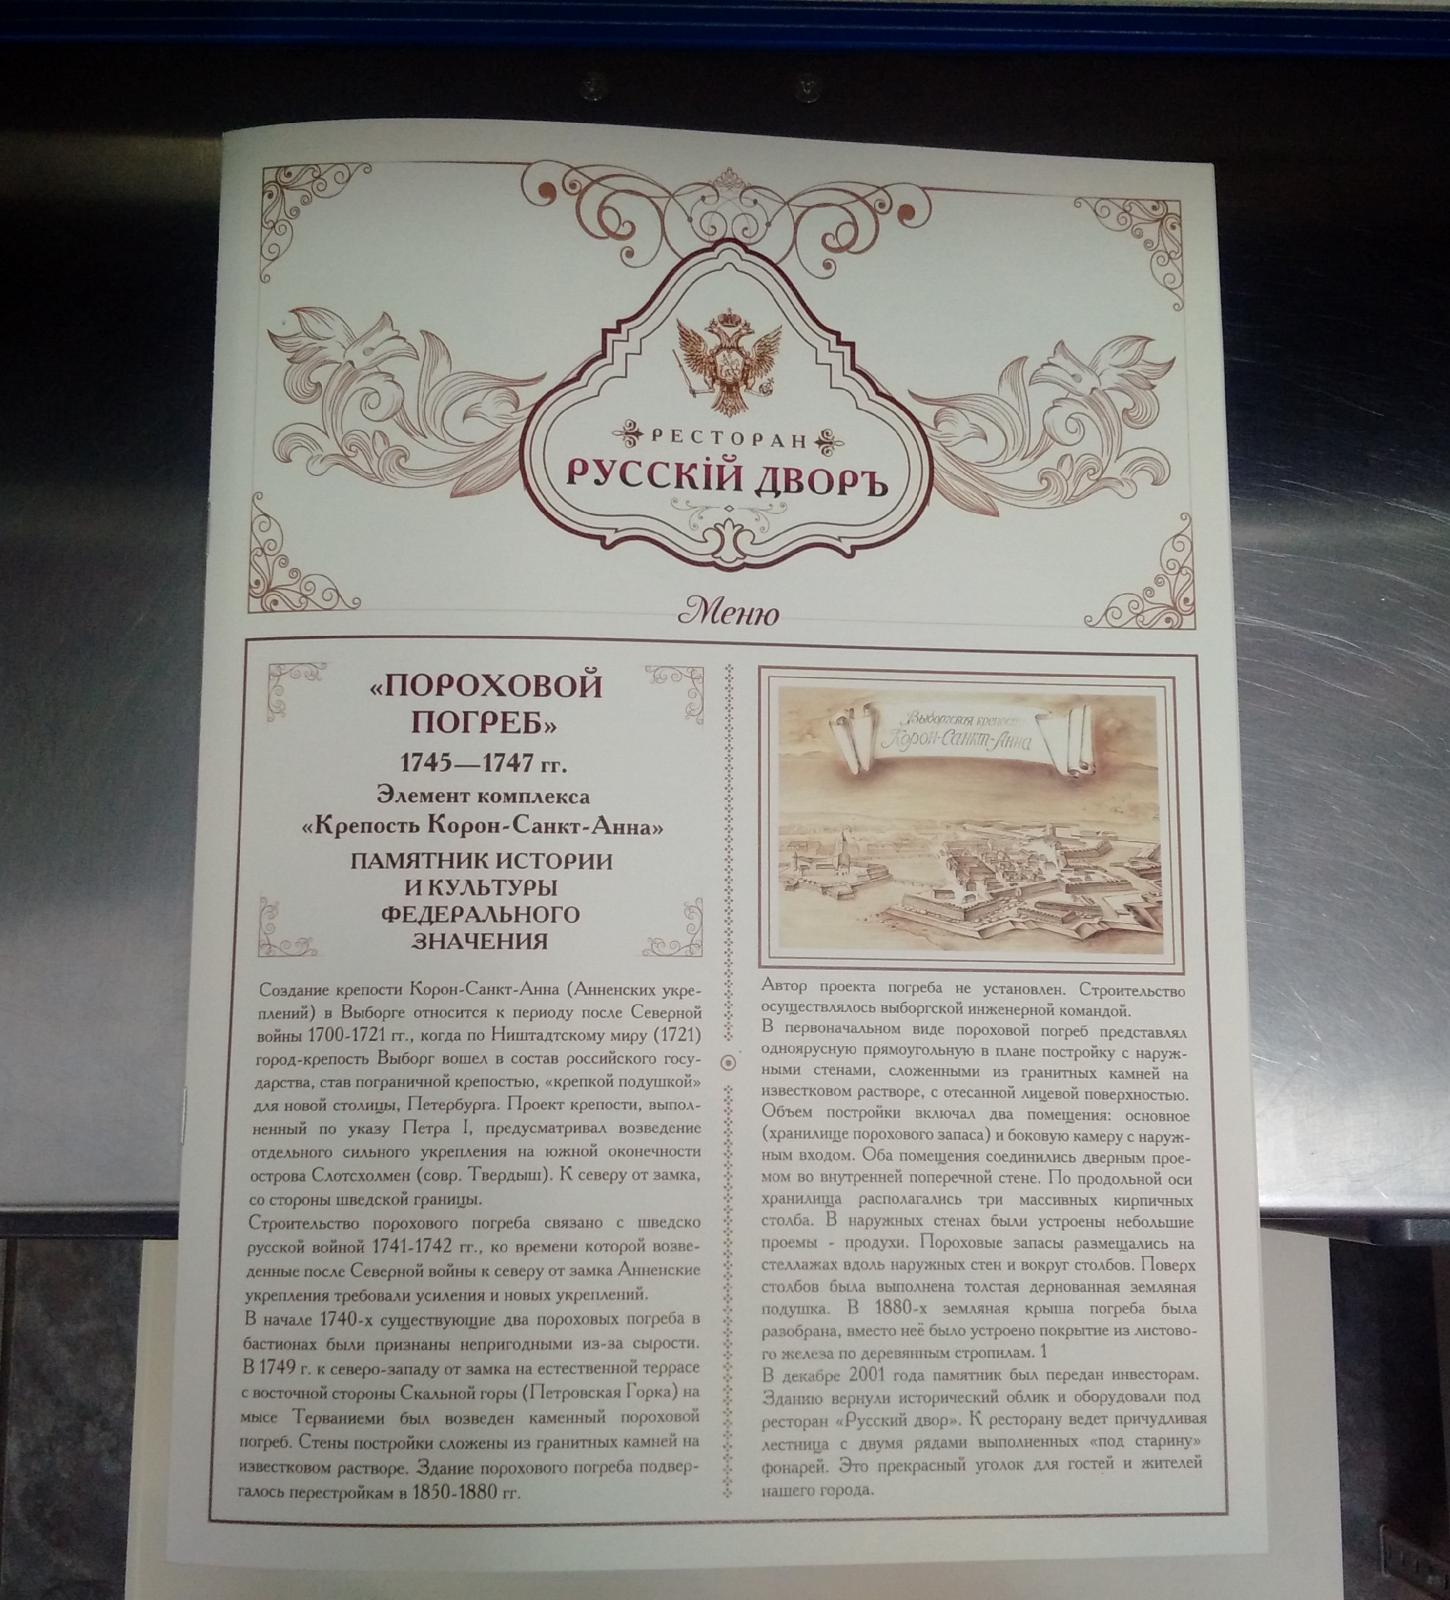 РЕСТОРАН
РУССКIЙ ДВОРЪ
Меню
«ПОРОХОВОЙ
ПОГРЕБ»
1745—1747 гг.
Элемент комплекса
«Крепость Корон-Санкт-Анна»
ПАМЯТНИК ИСТОРИИ
И КУЛЬТУРЫ
ФЕДЕРАЛЬНОГО
ЗНАЧЕНИЯ
Создание крепости Корон-Санкт-Анна (Анненских укре-
плений) в Выборге относится к периоду после Северной
войны 1700-1721 гг., когда по Ништадтскому миру (1721)
город-крепость Выборг вошел в состав российского госу-
дарства, став пограничной крепостью, «крепкой подушкой»
для новой столицы, Петербурга. Проект крепости, выпол-
ненный по указу Петра I, предусматривал возведение
отдельного сильного укрепления на южной оконечности
острова Слотсхолмен (совр. Твердыш). К северу от замка,
со стороны шведской границы.
Строительство порохового погреба связано с шведско
русской войной 1741-1742 гг., ко времени которой возве-
денные после Северной войны к северу от замка Анненские
укрепления требовали усиления и новых укреплений.
В начале 1740-х существующие два пороховых погреба в
бастионах были признаны непригодными из-за сырости.
В 1749 г. к северо-западу от замка на естественной террасе
с восточной стороны Скальной горы (Петровская Горка) на
мысе Терваниеми был возведен каменный пороховой
погреб. Стены постройки сложены из гранитных камней на
известковом растворе. Здание порохового погреба подвер-
галось перестройкам в 1850-1880 гг.
Выборгская крепость
Корон-Санкт-Анна
Автор проекта погреба не установлен. Строительство
осуществлялось выборгской инженерной командой.
В первоначальном виде пороховой погреб представлял
одноярусную прямоугольную в плане постройку с наруж-
ными стенами, сложенными из гранитных камней на
известковом растворе, с отесанной лицевой поверхностью.
Объем постройки включал два помещения: основное
(хранилище порохового запаса) и боковую камеру с наруж-
ным входом. Оба помещения соединились дверным прое-
мом во внутренней поперечной стене. По продольной оси
хранилища располагались три массивных кирпичных
столба. В наружных стенах были устроены небольшие
проемы - продухи. Пороховые запасы размещались на
стеллажах вдоль наружных стен и вокруг столбов. Поверх
столбов была выполнена толстая дернованная земляная
подушка. В 1880-х земляная крыша погреба была
разобрана, вместо неё было устроено покрытие из листово-
го железа по деревянным стропилам. 1
В декабре 2001 года памятник был передан инвесторам.
Зданию вернули исторический облик и оборудовали под
ресторан «Русский двор». К ресторану ведет причудливая
лестница с двумя рядами выполненных «под старину»
фонарей. Это прекрасный уголок для гостей и жителей
нашего города.